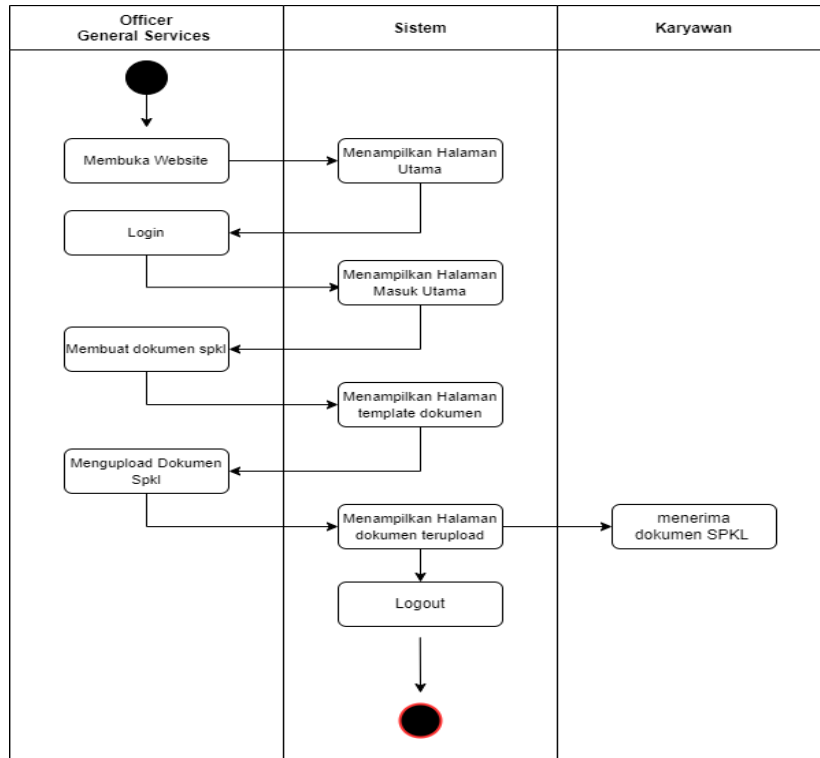 Officer
General Services
Sistem
Karyawan
Membuka Website
Menampilkan Halaman
Utama
Login
Menampilkan Halaman
Masuk Utama
Membuat dokumen spkl
Menampilkan Halaman
template dokumen
Mengupload Dokumen
Spkl
Menampilkan Halaman
dokumen terupload
menerima
dokumen SPKL
Logout